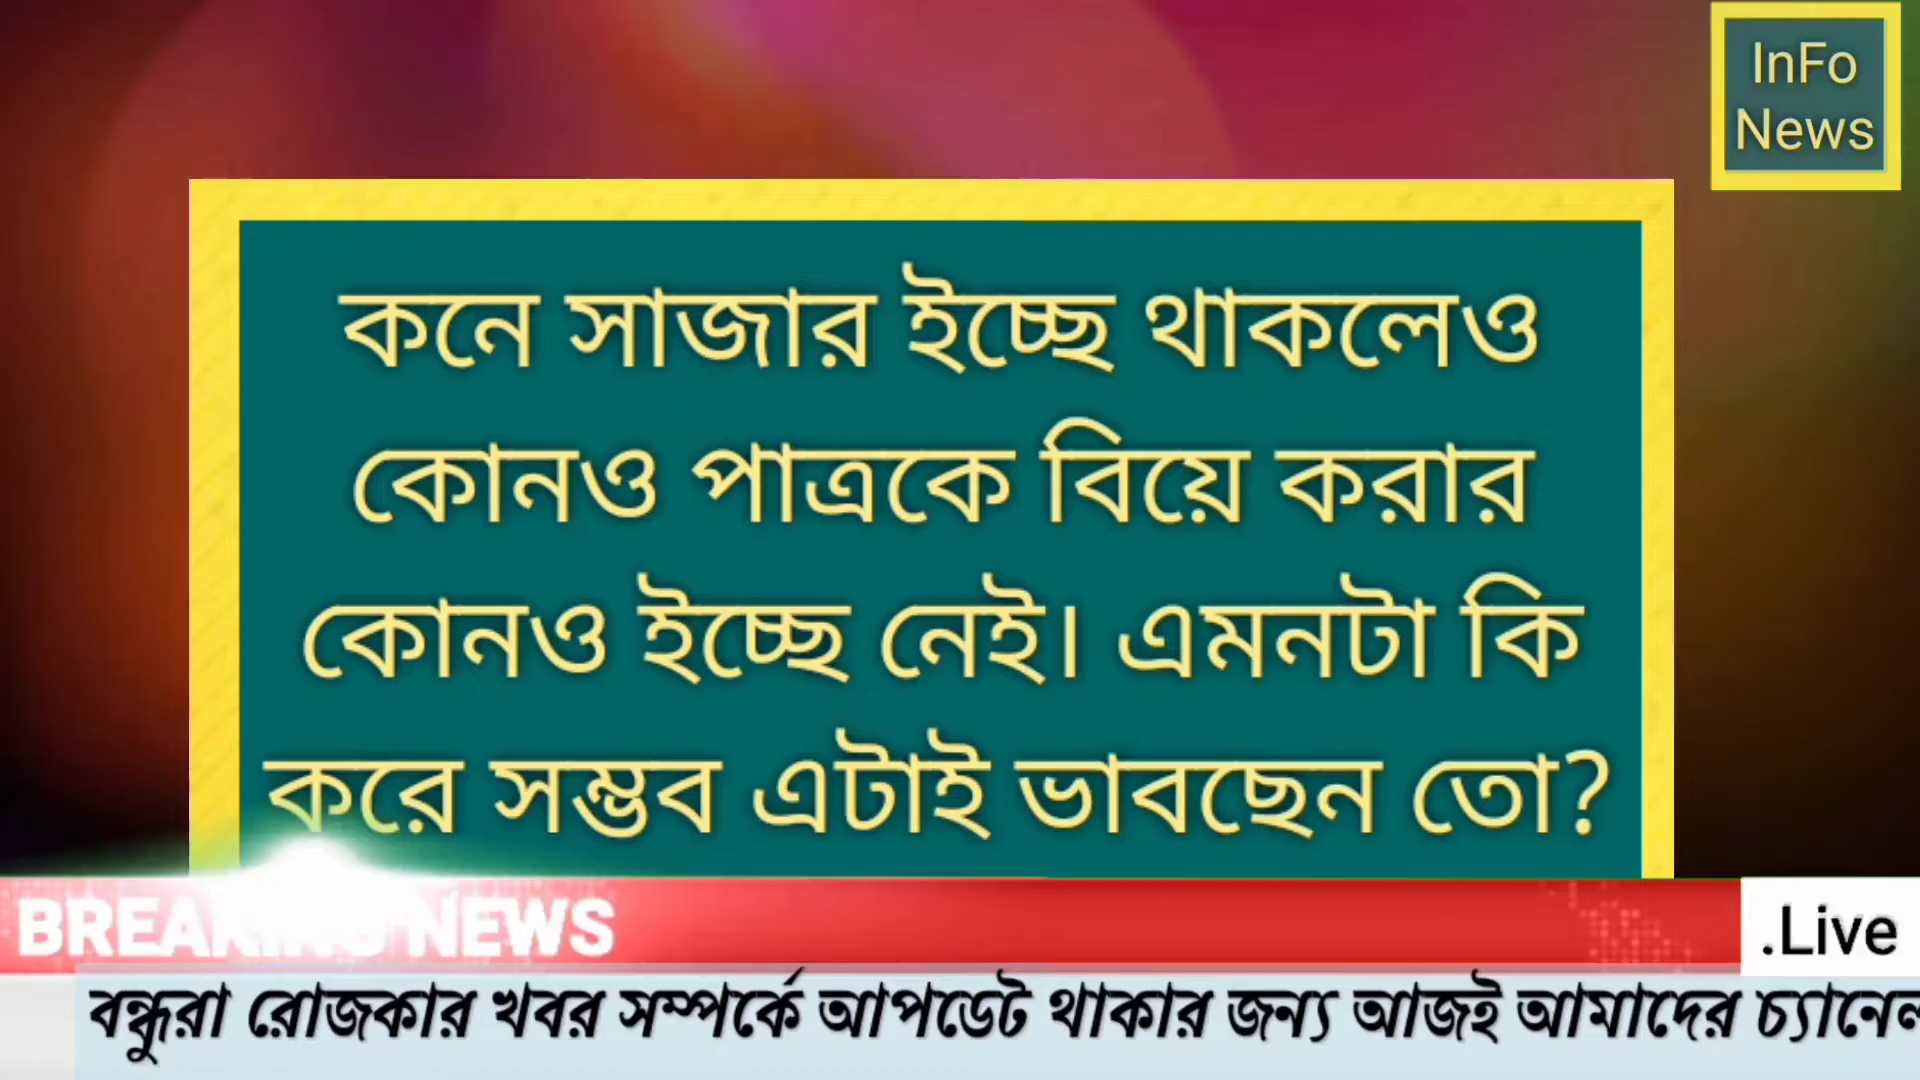 InFo
News
কনে সাজার ইচ্ছে থাকলেও
কোনও পাত্রকে বিয়ে করার
কোনও ইচ্ছে নেই। এমনটা কি
করে সম্ভব এটাই ভাবছেন তো?
BREAKING NEWS
.Live
বন্ধুরা রোজকার খবর সম্পর্কে আপডেট থাকার জন্য আজই আমাদের